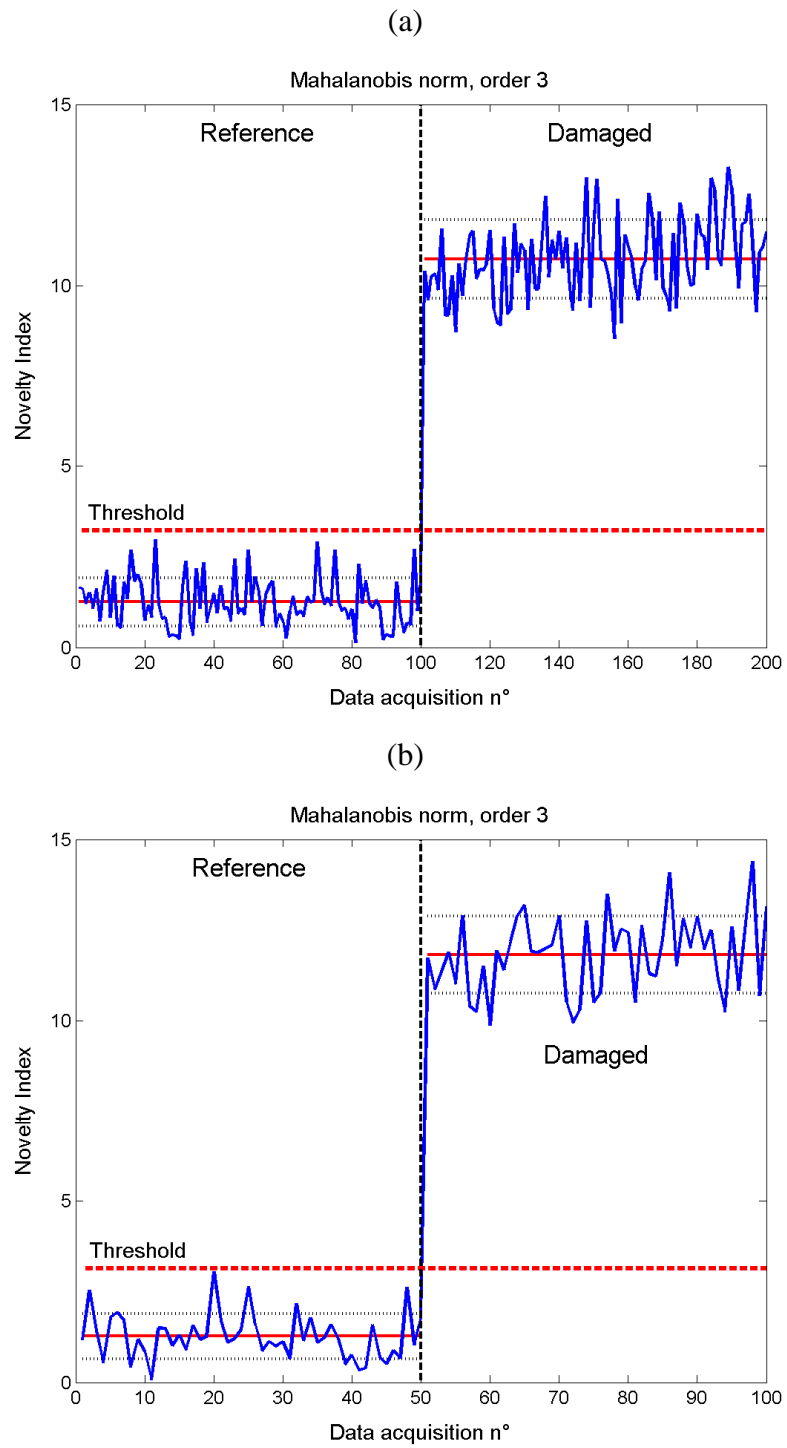 (a)
Mahalanobis norm, order 3
15
Reference
Damaged
10
Novelty Index
5
Threshold
0
0 20 40 60 80 100 120 140 160 180 200
Data acquisition n°
(b)
Mahalanobis norm, order 3
15
Reference
10
Damaged
Novelty Index
5
Threshold
0
0 10 20 30 40 50 60 70 80 90 100
Data acquisition n°